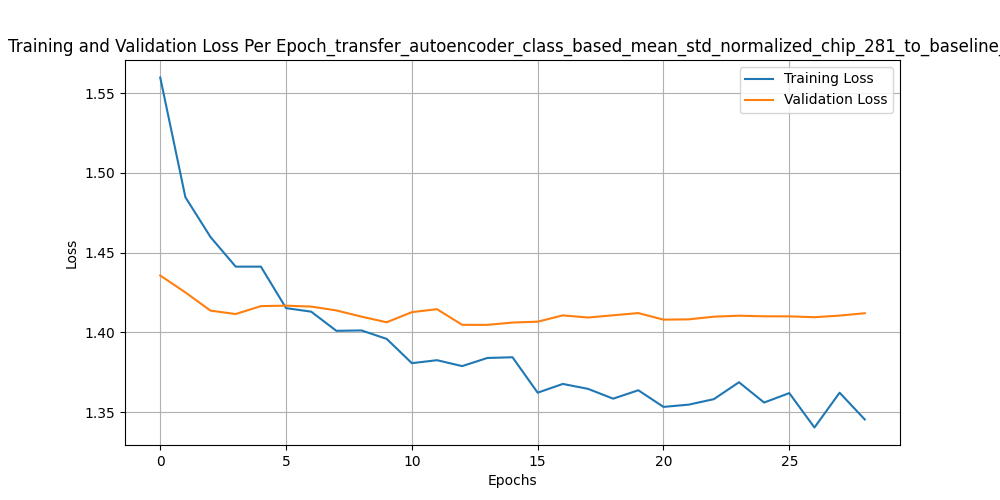 Training and Validation Loss Per Epoch_transfer_autoencoder_class_based_mean_std_normalized_chip_281_to_baseline_
Training Loss
Validation Loss
1.55
1.50
1.45
1.40
1.35
Loss
0 5 10 15 20 25
Epochs